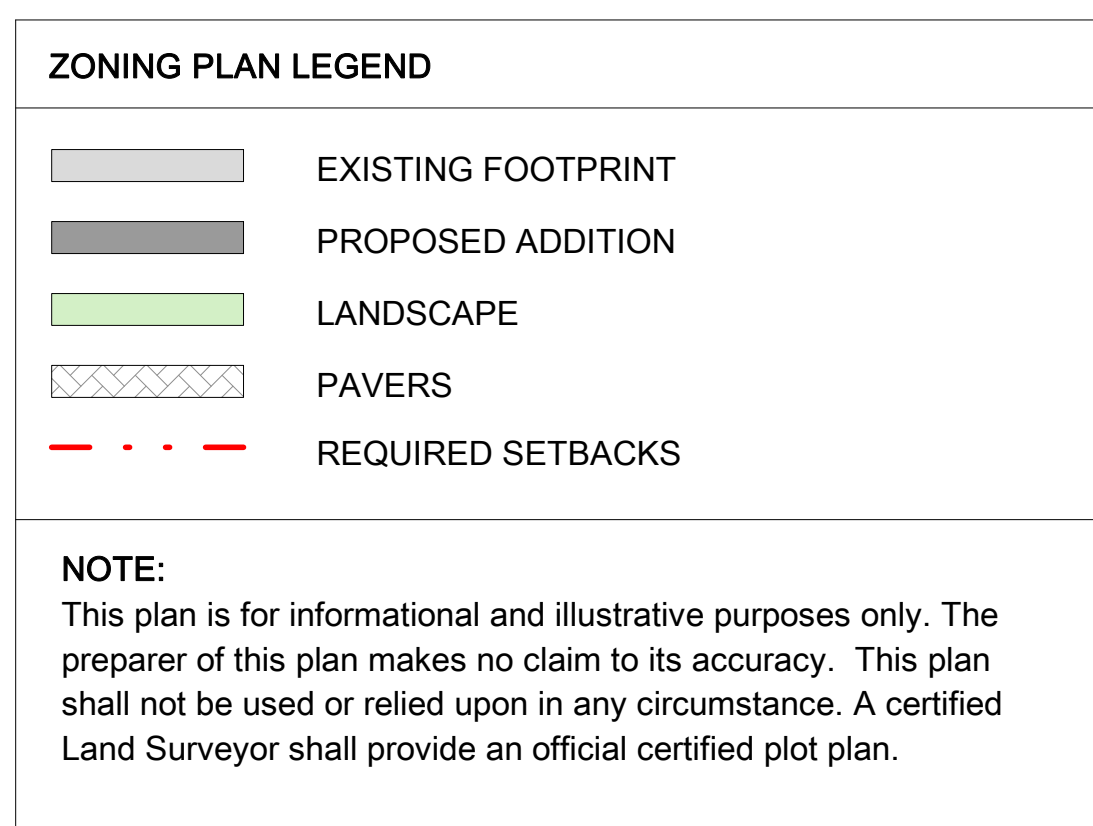 ZONING PLAN LEGEND
EXISTING FOOTPRINT
PROPOSED ADDITION
LANDSCAPE
PAVERS
REQUIRED SETBACKS
NOTE:
This plan is for informational and illustrative purposes only. The
preparer of this plan makes no claim to its accuracy.  This plan
shall not be used or relied upon in any circumstance. A certified
Land Surveyor shall provide an official certified plot plan.